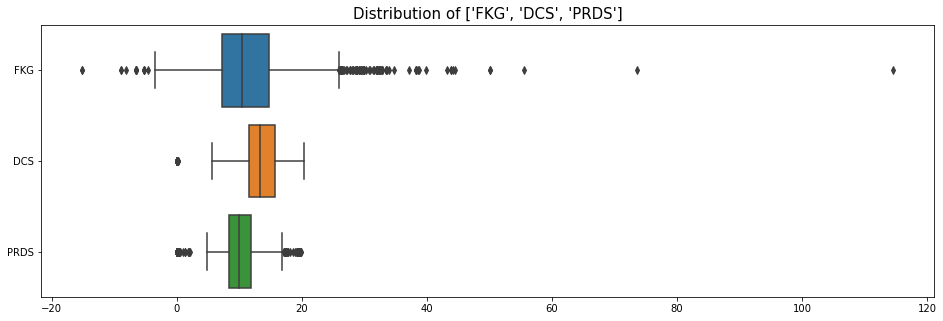 Distribution of ['FKG', 'DCS', 'PRDS']
FKG
DCS
PRDS
−20 0 20 40 60 80 100 120